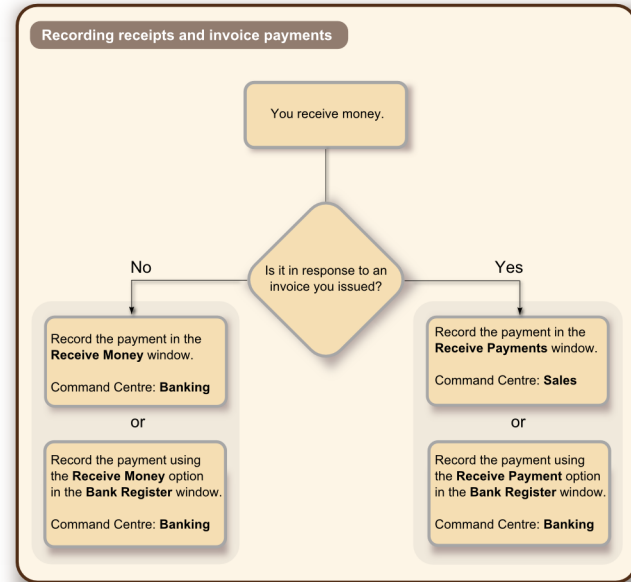 Recording receipts and invoice payments
You receive money.
Is it in response to an
invoice you issued?
No
Record the payment in the
Receive Money window.
Command Centre: Banking
or
Record the payment using
the Receive Money option
in the Bank Register window.
Command Centre: Banking
Yes
Record the payment in the
Receive Payments window.
Command Centre: Sales
or
Record the payment using
the Receive Payment option
in the Bank Register window.
Command Centre: Banking